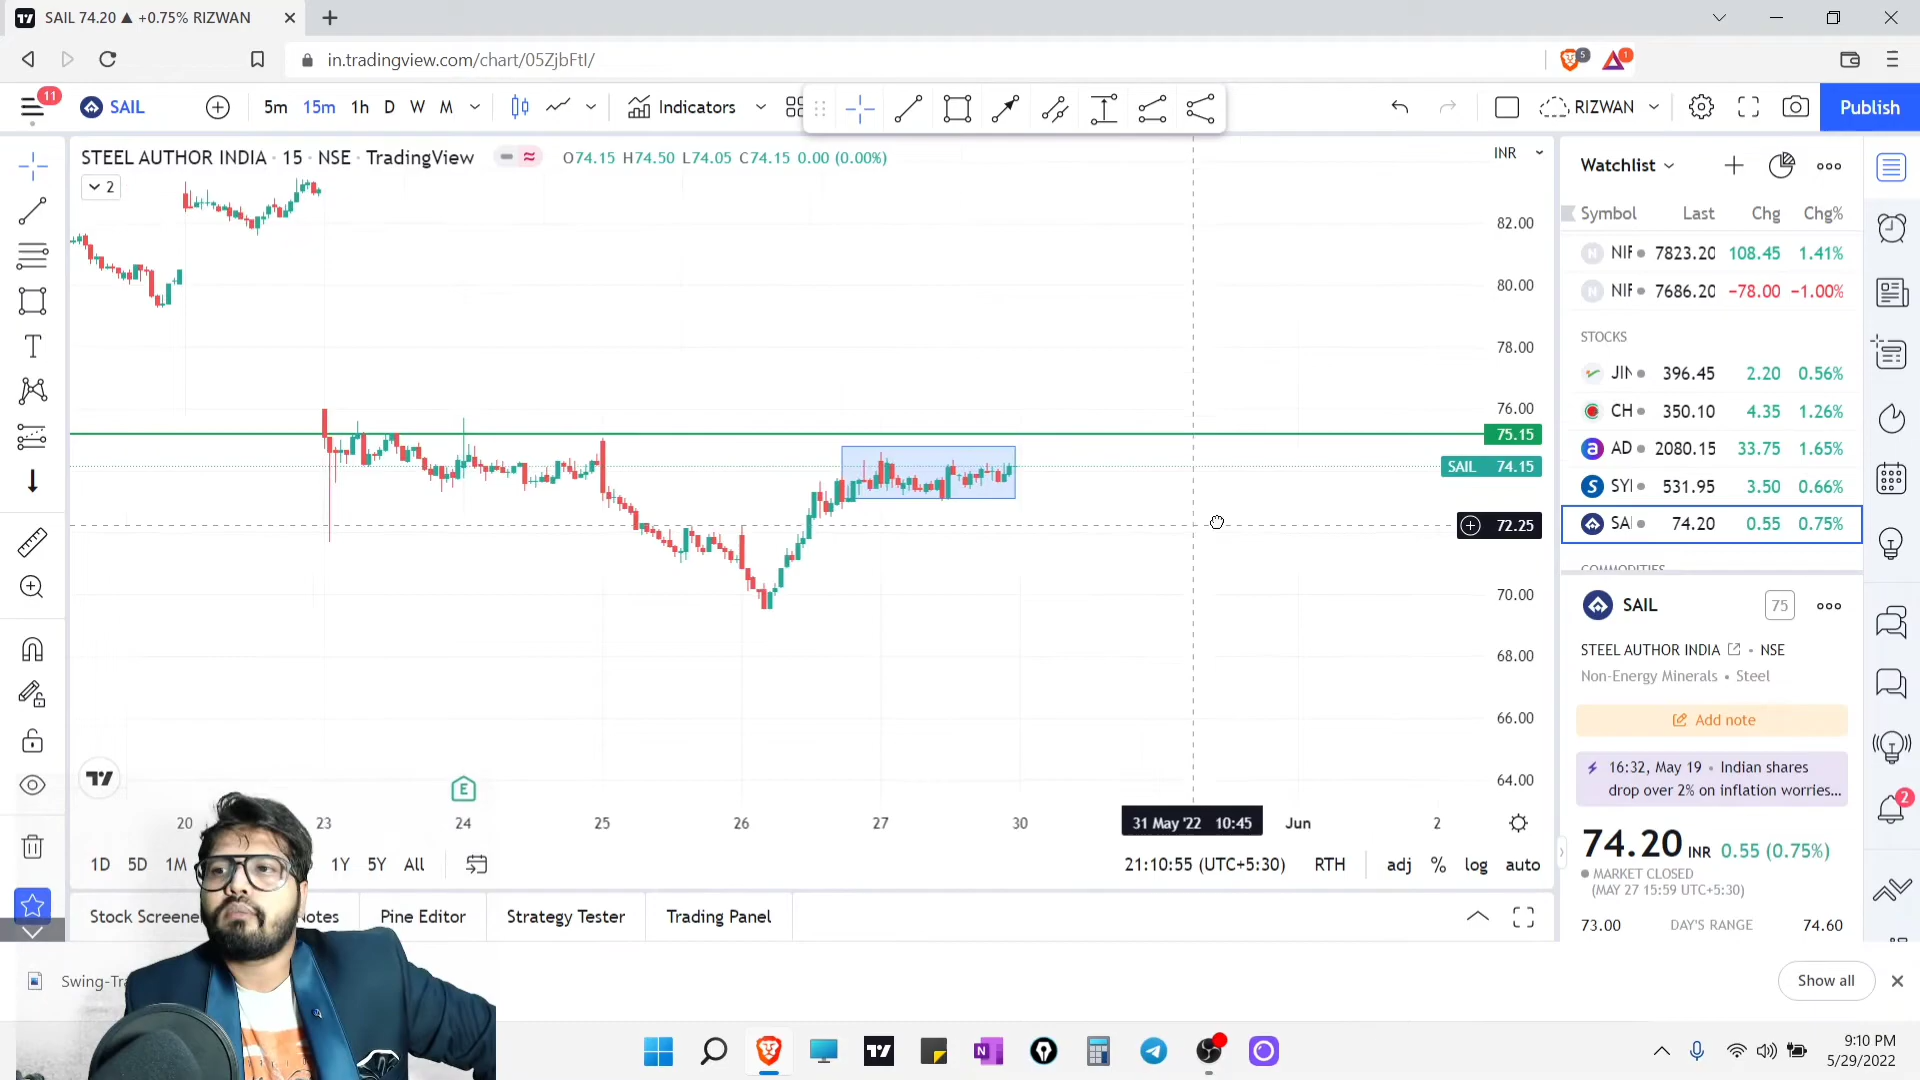 SAIL 74.20 ▲ +0.75% RIZWAN
in.tradingview.com/chart/05ZjbFtI/
5
1
11
SAIL
5m 15m 1h D W M
Indicators
RIZWAN
Publish
STEEL AUTHOR INDIA · 15 · NSE · TradingView
O74.15 H74.50 L74.05 C74.15 0.00 (0.00%)
2
INR
82.00
80.00
78.00
76.00
75.15
SAIL 74.15
72.25
70.00
68.00
66.00
64.00
E
20 23 24 25 26 27 30 31 May '22 10:45 Jun 2
1D 5D 1M 1Y 5Y All
21:10:55 (UTC+5:30) RTH adj % log auto
Pine Editor Strategy Tester Trading Panel
Watchlist
Symbol Last Chg Chg%
NIF 7823.20 108.45 1.41%
NIF 7686.20 −78.00 −1.00%
STOCKS
396.45 2.20 0.56%
CH 350.10 4.35 1.26%
AD 2080.15 33.75 1.65%
531.95 3.50 0.66%
74.20 0.55 0.75%
COMMODITIES
SAIL 75
STEEL AUTHOR INDIA · NSE
Non-Energy Minerals • Steel
Add note
16:32, May 19 • Indian shares
drop over 2% on inflation worries...
2
74.20 INR 0.55 (0.75%)
MARKET CLOSED
(MAY 27 15:59 UTC+5:30)
73.00 DAY'S RANGE 74.60
Show all
9:10 PM
5/29/2022